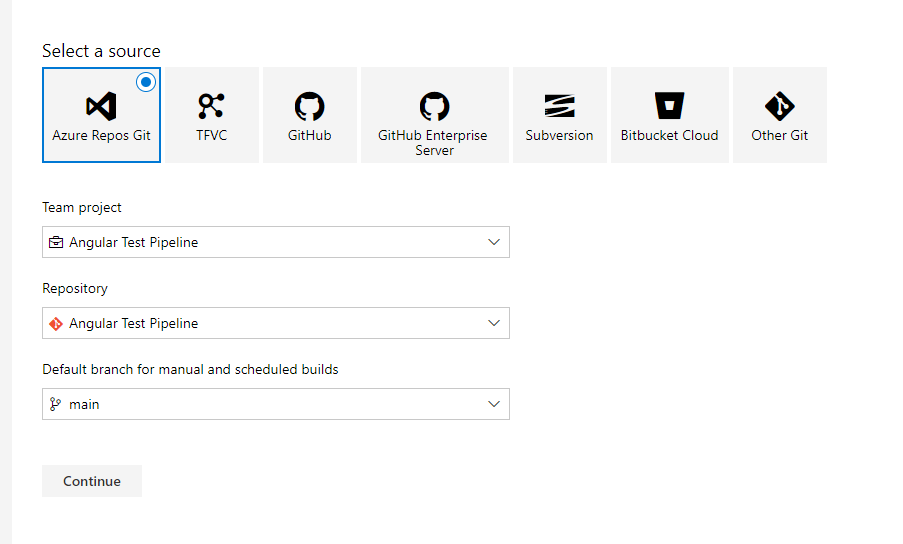 Select a source
Azure Repos Git
TFVC
GitHub
GitHub Enterprise
Server
Subversion
Bitbucket Cloud
Other Git
Team project
Angular Test Pipeline
Repository
Angular Test Pipeline
Default branch for manual and scheduled builds
main
Continue